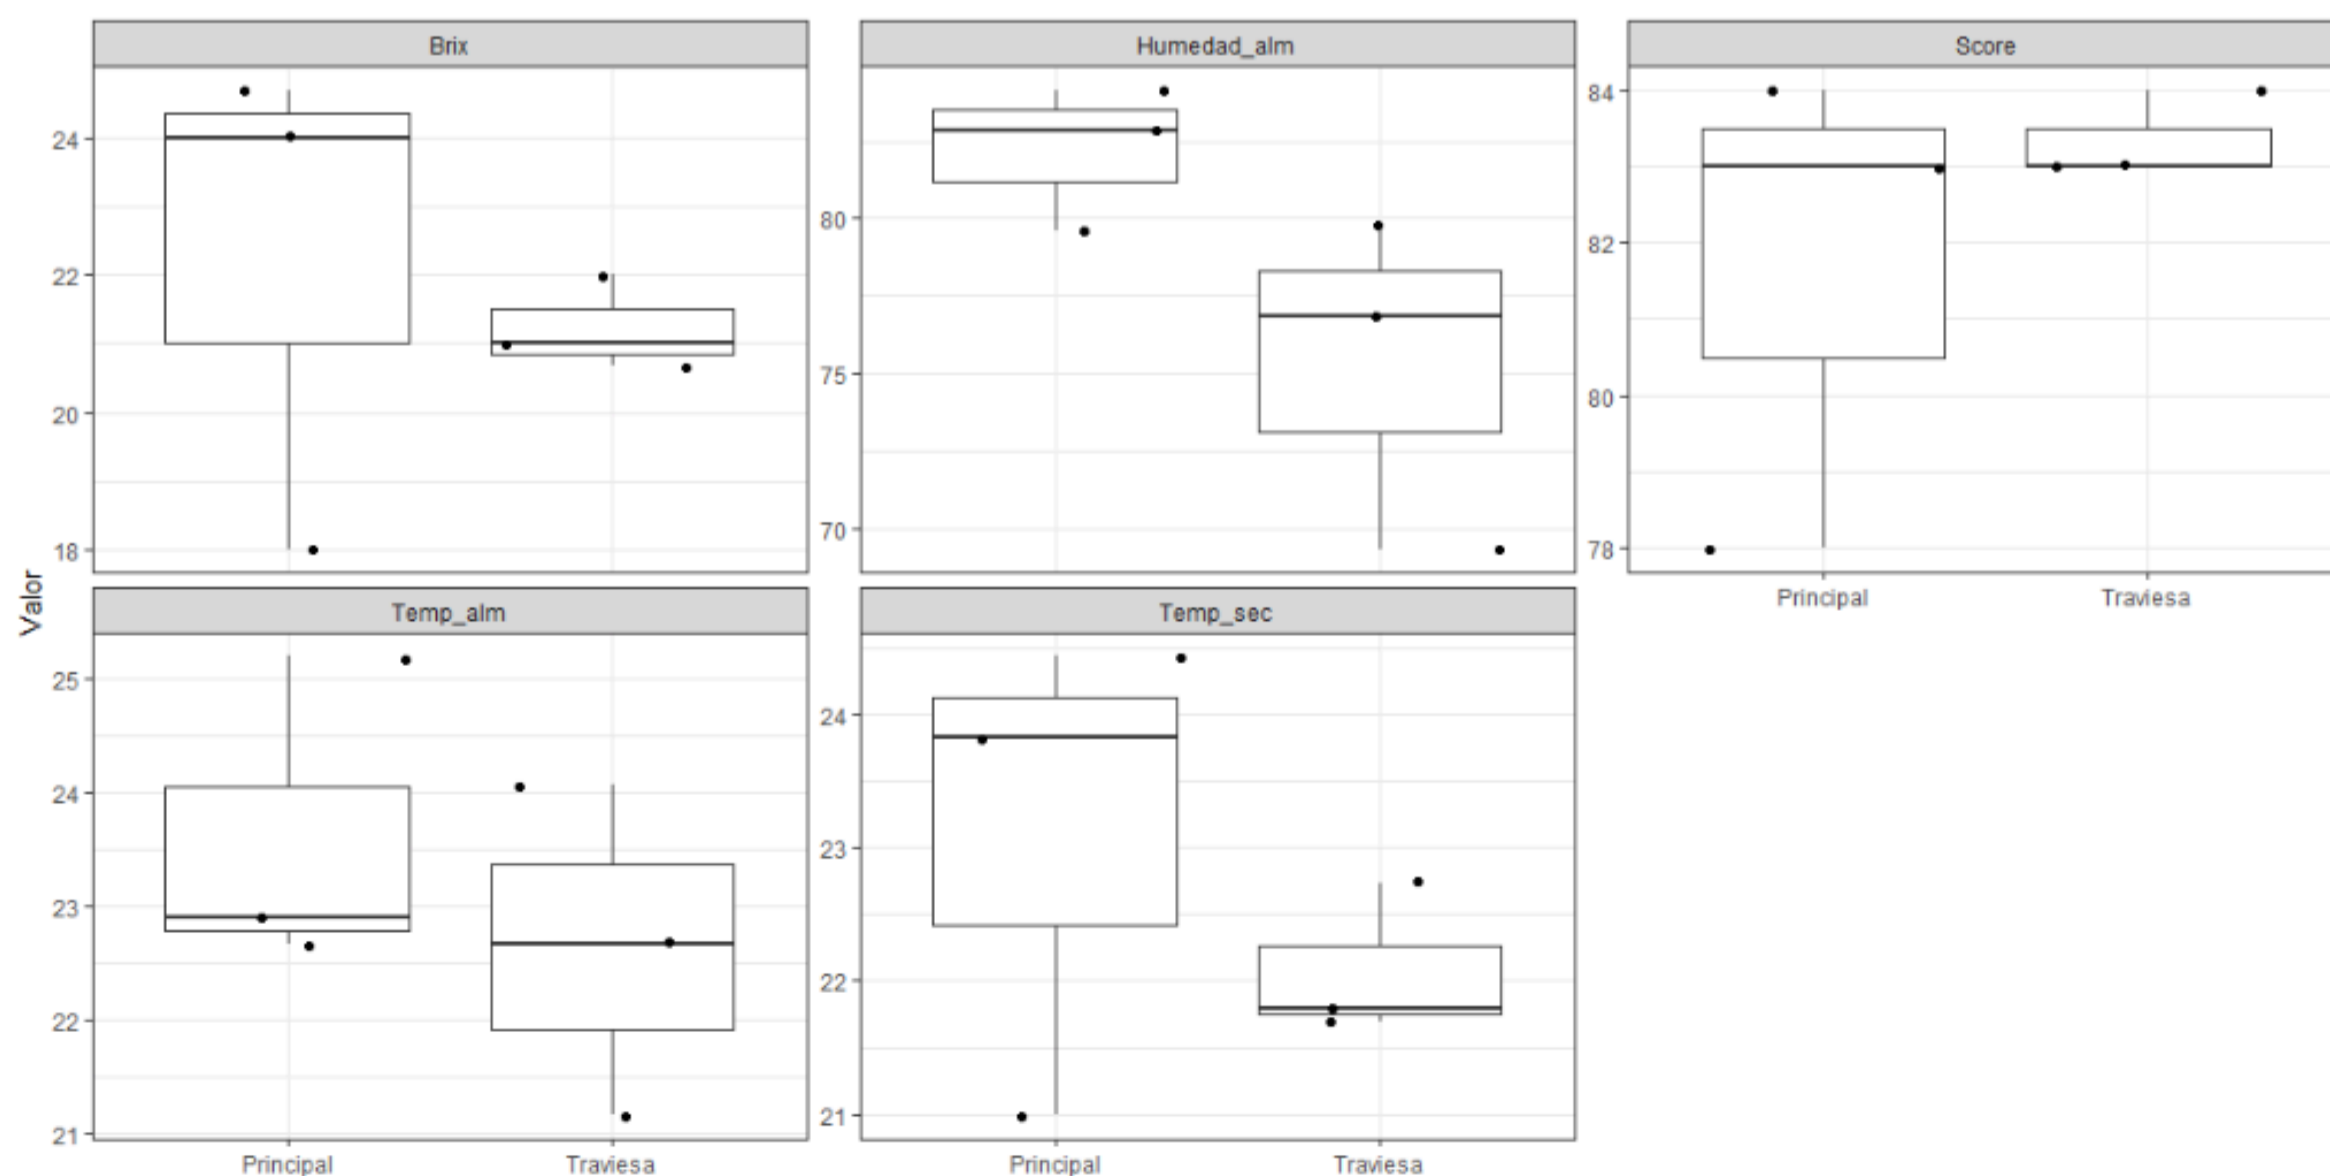 Brix
Humedad_alm
Score
24
22
20
18
80
75
70
84
82
80
78
Principal
Traviesa
Valor
Temp_alm
Temp_sec
25
24
23
22
21
24
23
22
21
Principal
Traviesa
Principal
Traviesa